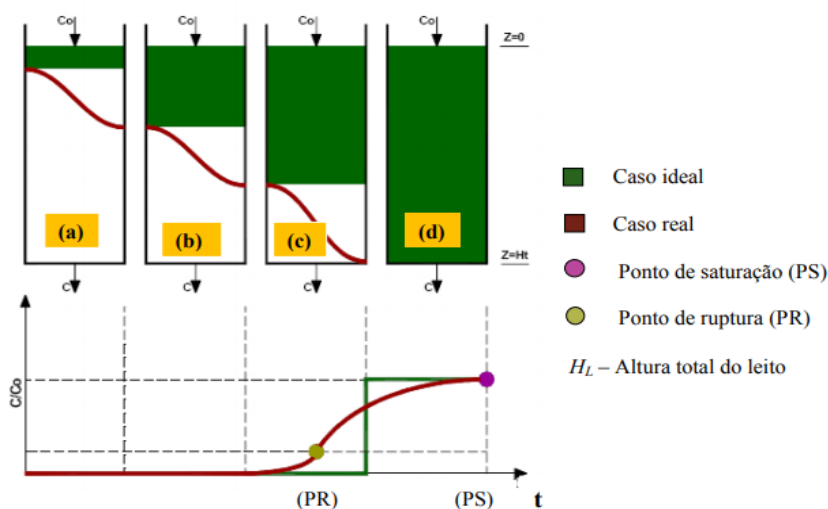 Co
Co
Co
Co
Z=0
(a)
(b)
(c)
(d)
Z=Ht
C
C
C
C
Caso ideal
Caso real
Ponto de saturação (PS)
Ponto de ruptura (PR)
H_L – Altura total do leito
C/Co
(PR)
(PS)
t